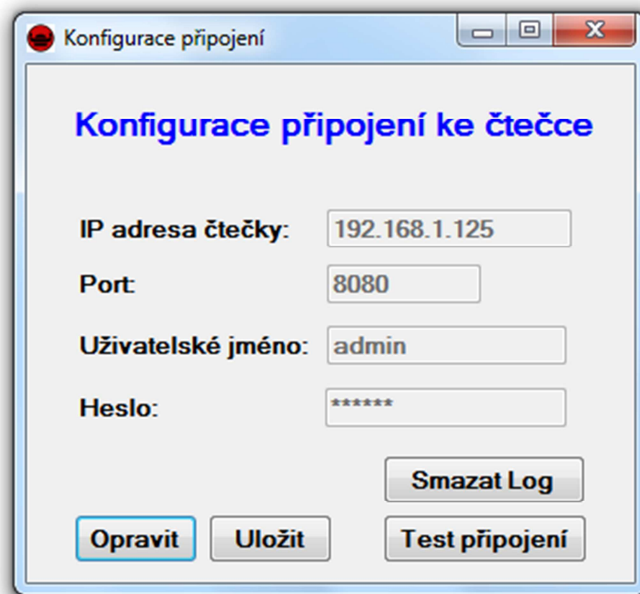 Konfigurace připojení
Konfigurace připojení ke čtečce
IP adresa čtečky: 192.168.1.125
Port: 8080
Uživatelské jméno: admin
Heslo: ******
Smazat Log
Opravit Uložit Test připojení